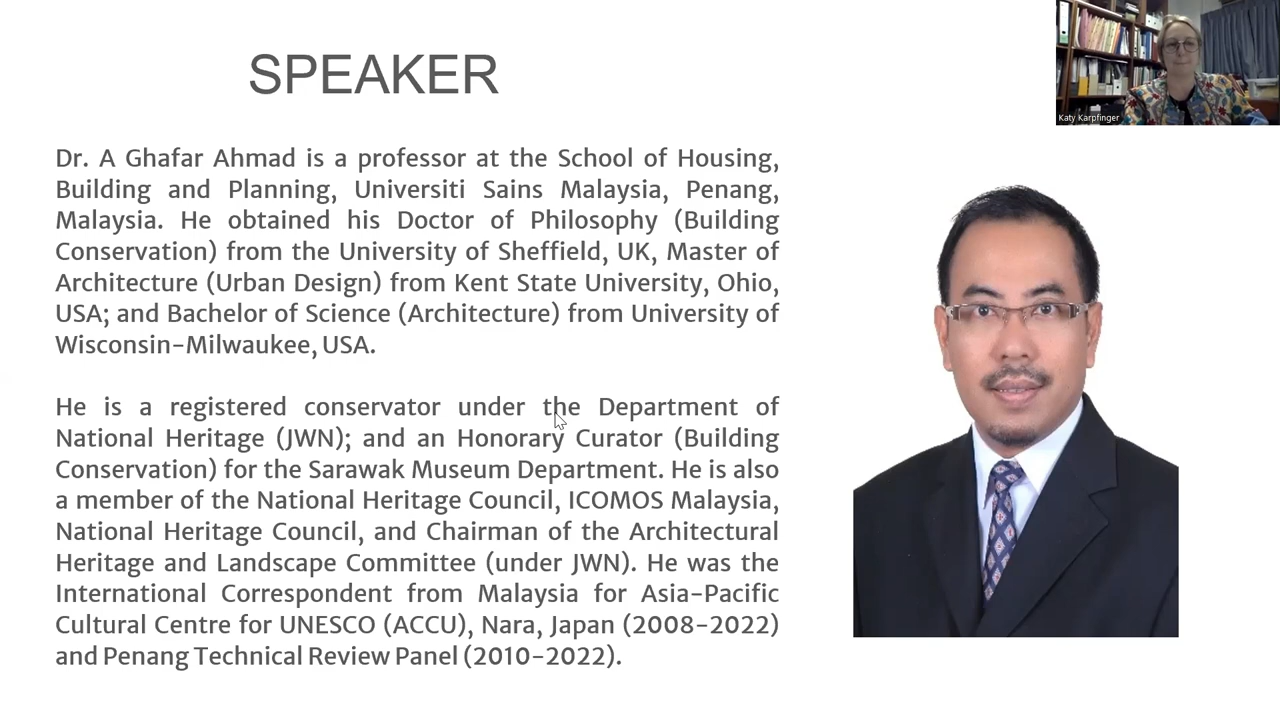 SPEAKER
Katy Karpfinger
Dr. A Ghafar Ahmad is a professor at the School of Housing,
Building and Planning, Universiti Sains Malaysia, Penang,
Malaysia. He obtained his Doctor of Philosophy (Building
Conservation) from the University of Sheffield, UK, Master of
Architecture (Urban Design) from Kent State University, Ohio,
USA; and Bachelor of Science (Architecture) from University of
Wisconsin-Milwaukee, USA.
He is a registered conservator under the Department of
National Heritage (JWN); and an Honorary Curator (Building
Conservation) for the Sarawak Museum Department. He is also
a member of the National Heritage Council, ICOMOS Malaysia,
National Heritage Council, and Chairman of the Architectural
Heritage and Landscape Committee (under JWN). He was the
International Correspondent from Malaysia for Asia-Pacific
Cultural Centre for UNESCO (ACCU), Nara, Japan (2008-2022)
and Penang Technical Review Panel (2010-2022).